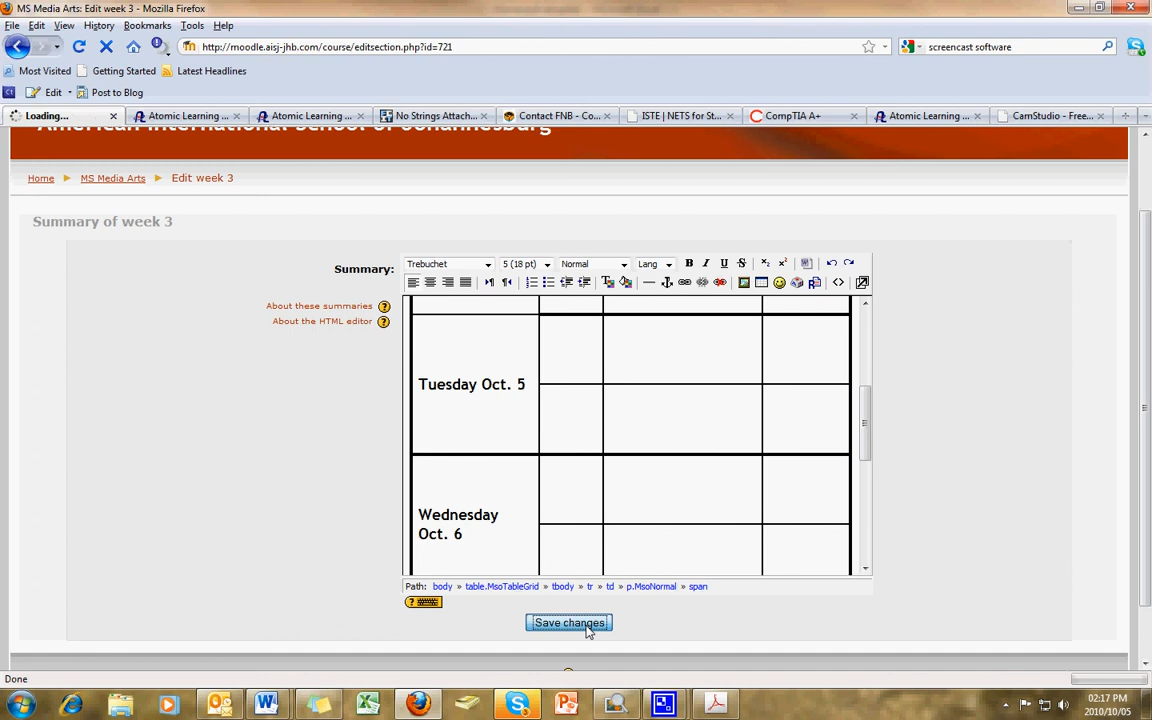 MS Media Arts: Edit week 3 - Mozilla Firefox
File Edit View History Bookmarks Tools Help
http://moodle.aisj-jhb.com/course/editsection.php?id=721
screencast software
Most Visited Getting Started Latest Headlines
Edit Post to Blog
Loading... Atomic Learning ... Atomic Learning ... No Strings Attach... Contact FNB - Co... ISTE | NETS for St... CompTIA A+ Atomic Learning ... CamStudio - Free...
American International School of Johannesburg
Home MS Media Arts Edit week 3
Summary of week 3
Summary:
Trebuchet 5 (18 pt) Normal Lang B I U S
About these summaries
About the HTML editor
Tuesday Oct. 5
Wednesday
Oct. 6
Path: body » table.MsoTableGrid » tbody » tr » td » p.MsoNormal » span
Save changes
Done
02:17 PM
2010/10/05